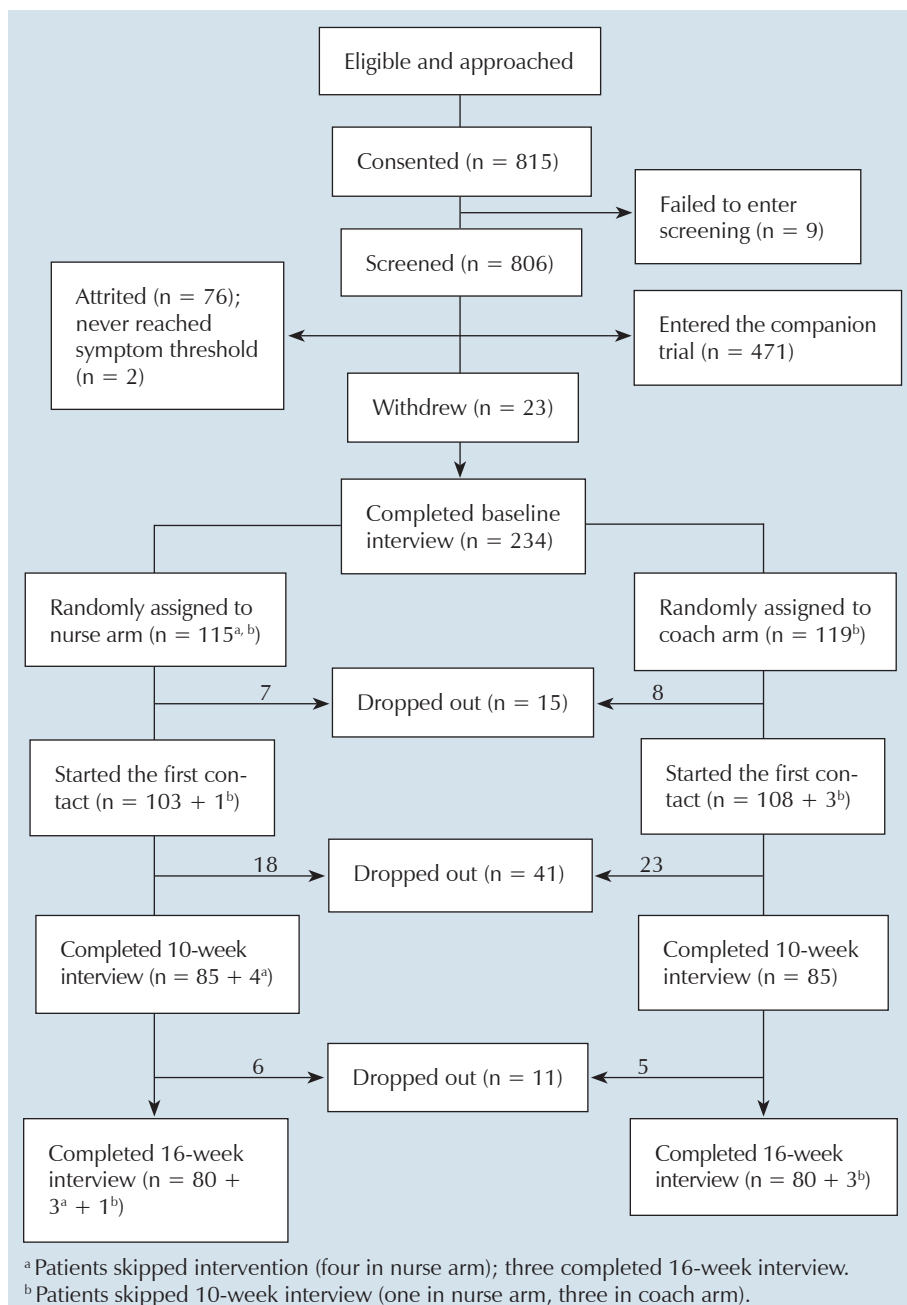 Eligible and approached
Consented (n = 815)
Failed to enter
screening (n = 9)
Screened (n = 806)
Attrited (n = 76);
never reached
symptom threshold
(n = 2)
Entered the companion
trial (n = 471)
Withdrew (n = 23)
Completed baseline
interview (n = 234)
Randomly assigned to
nurse arm (n = 115a, b)
Randomly assigned to
coach arm (n = 119b)
7
Dropped out (n = 15)
8
Started the first con-
tact (n = 103 + 1b)
Started the first con-
tact (n = 108 + 3b)
18
Dropped out (n = 41)
23
Completed 10-week
interview (n = 85 + 4a)
Completed 10-week
interview (n = 85)
6
Dropped out (n = 11)
5
Completed 16-week
interview (n = 80 +
3a + 1b)
Completed 16-week
interview (n = 80 + 3b)
a Patients skipped intervention (four in nurse arm); three completed 16-week interview.
b Patients skipped 10-week interview (one in nurse arm, three in coach arm).